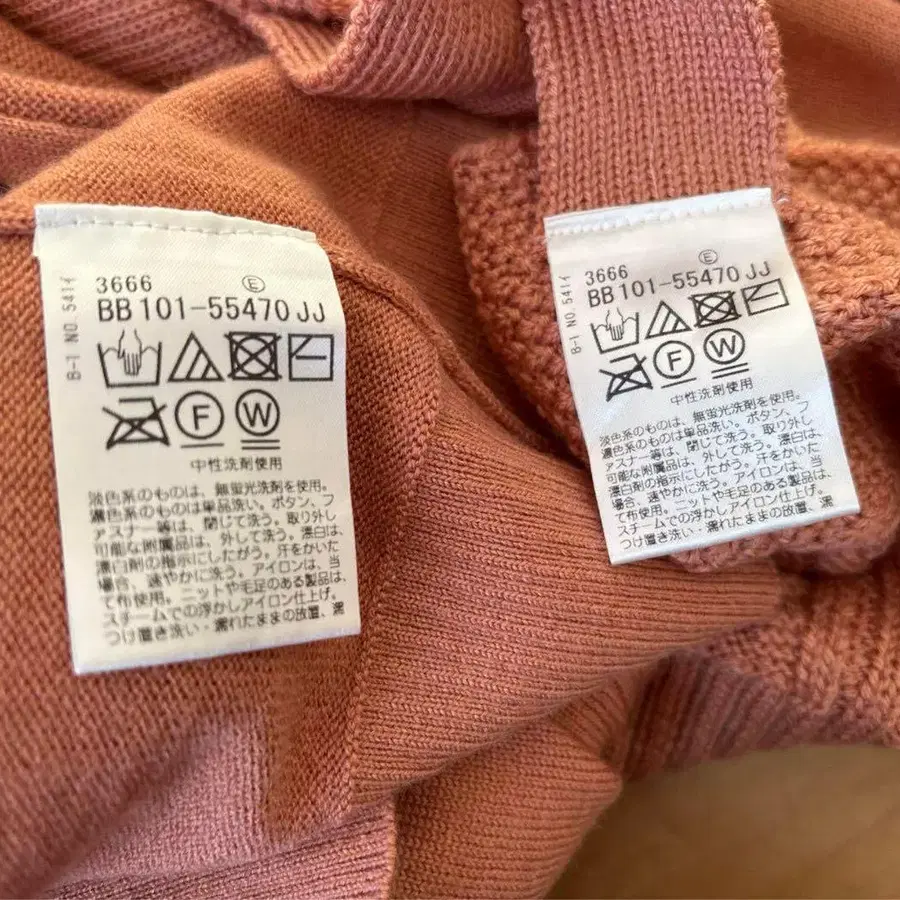 B-1 NO. 541イ
3666 E
BB 101-55470 JJ
F W
中性洗剤使用
淡色系のものは、無蛍光洗剤を使用。
濃色系のものは単品洗い。ボタン、フ
ァスナー等は、閉じて洗う。取り外し
可能な附属品は、外して洗う。漂白は、
漂白剤の指示にしたがう。汗をかいた
場合、速やかに洗う。アイロンは、当
て布使用。ニットや毛足のある製品は、
スチームでの浮かしアイロン仕上げ。
つけ置き洗い・濡れたままの放置、濡
B-1 NO. 541イ
3666 E
BB 101-55470 JJ
F W
中性洗剤使用
淡色系のものは、無蛍光洗剤を使用。
濃色系のものは単品洗い。ボタン、フ
ァスナー等は、閉じて洗う。取り外し
可能な附属品は、外して洗う。漂白は、
漂白剤の指示にしたがう。汗をかいた
場合、速やかに洗う。アイロンは、当
て布使用。ニットや毛足のある製品は、
スチームでの浮かしアイロン仕上げ。
つけ置き洗い・濡れたままの放置、濡